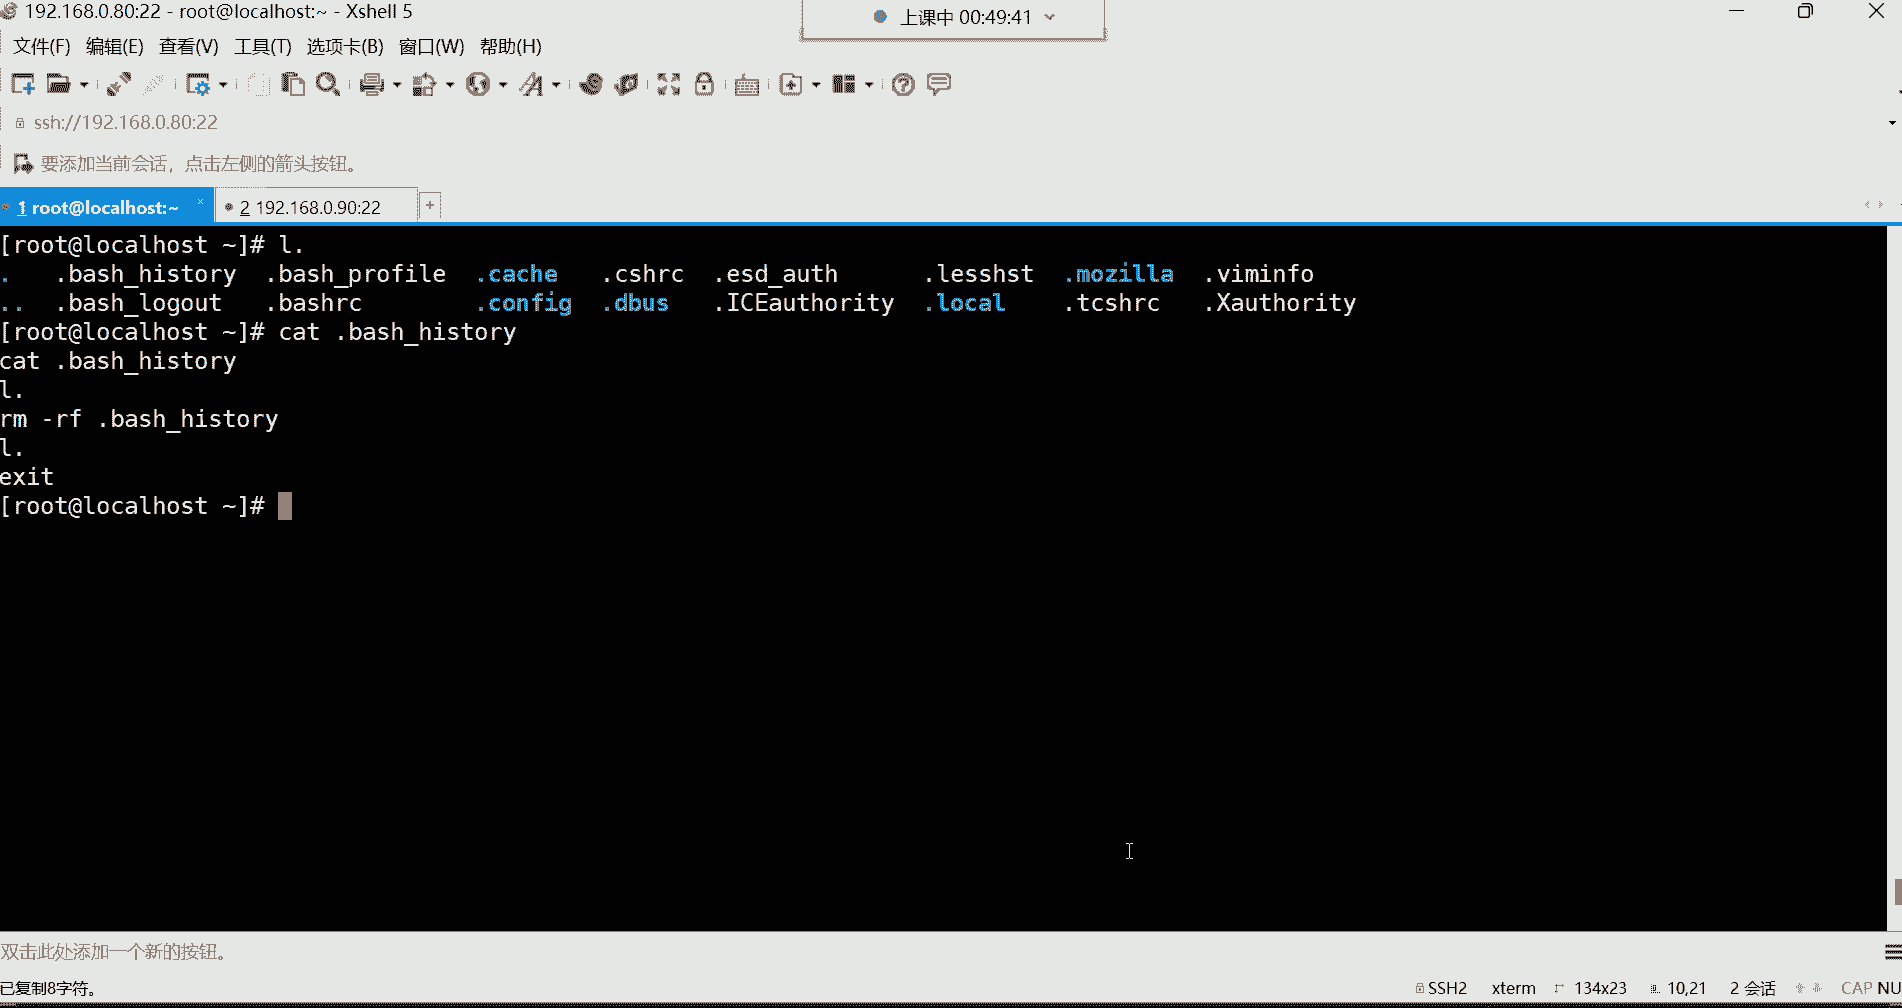 192.168.0.80:22 - root@localhost:~ - Xshell 5
上课中 00:49:41
文件(F) 编辑(E) 查看(V) 工具(T) 选项卡(B) 窗口(W) 帮助(H)
ssh://192.168.0.80:22
要添加当前会话，点击左侧的箭头按钮。
1 root@localhost:~ × 2 192.168.0.90:22 +
[root@localhost ~]# l.
. .bash_history .bash_profile .cache .cshrc .esd_auth .lesshst .mozilla .viminfo
.. .bash_logout .bashrc .config .dbus .ICEauthority .local .tcshrc .Xauthority
[root@localhost ~]# cat .bash_history
cat .bash_history
l.
rm -rf .bash_history
l.
exit
[root@localhost ~]#
双击此处添加一个新的按钮。
已复制8字符。 SSH2 xterm 134x23 10,21 2 会话 CAP NU